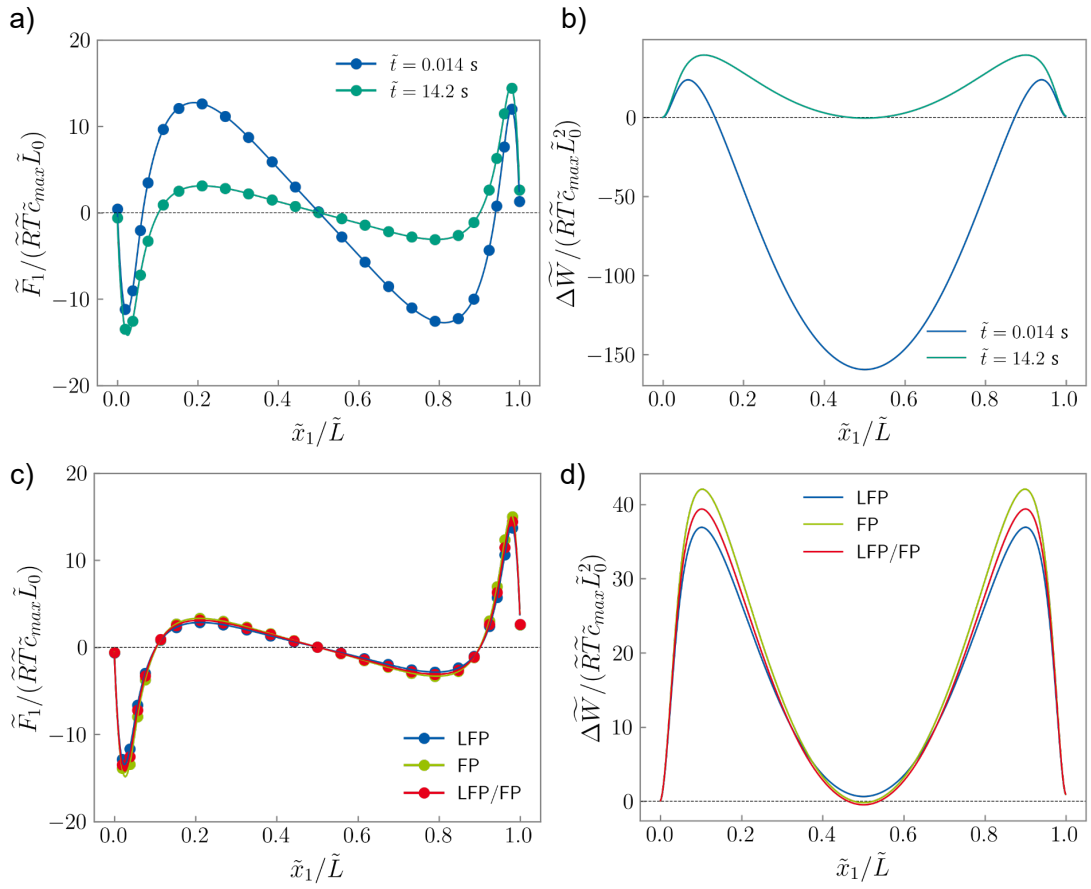 a)
20
10
0
−10
−20
0.0 0.2 0.4 0.6 0.8 1.0
x̃₁/L̃
F̃₁/(R̃T̃c̃ₘₐₓL̃₀)
t̃ = 0.014 s
t̃ = 14.2 s
b)
0
−50
−100
−150
0.0 0.2 0.4 0.6 0.8 1.0
x̃₁/L̃
ΔW̃/(R̃T̃c̃ₘₐₓL̃₀²)
t̃ = 0.014 s
t̃ = 14.2 s
c)
20
10
0
−10
−20
0.0 0.2 0.4 0.6 0.8 1.0
x̃₁/L̃
F̃₁/(R̃T̃c̃ₘₐₓL̃₀)
LFP
FP
LFP/FP
d)
40
30
20
10
0
0.0 0.2 0.4 0.6 0.8 1.0
x̃₁/L̃
ΔW̃/(R̃T̃c̃ₘₐₓL̃₀²)
LFP
FP
LFP/FP